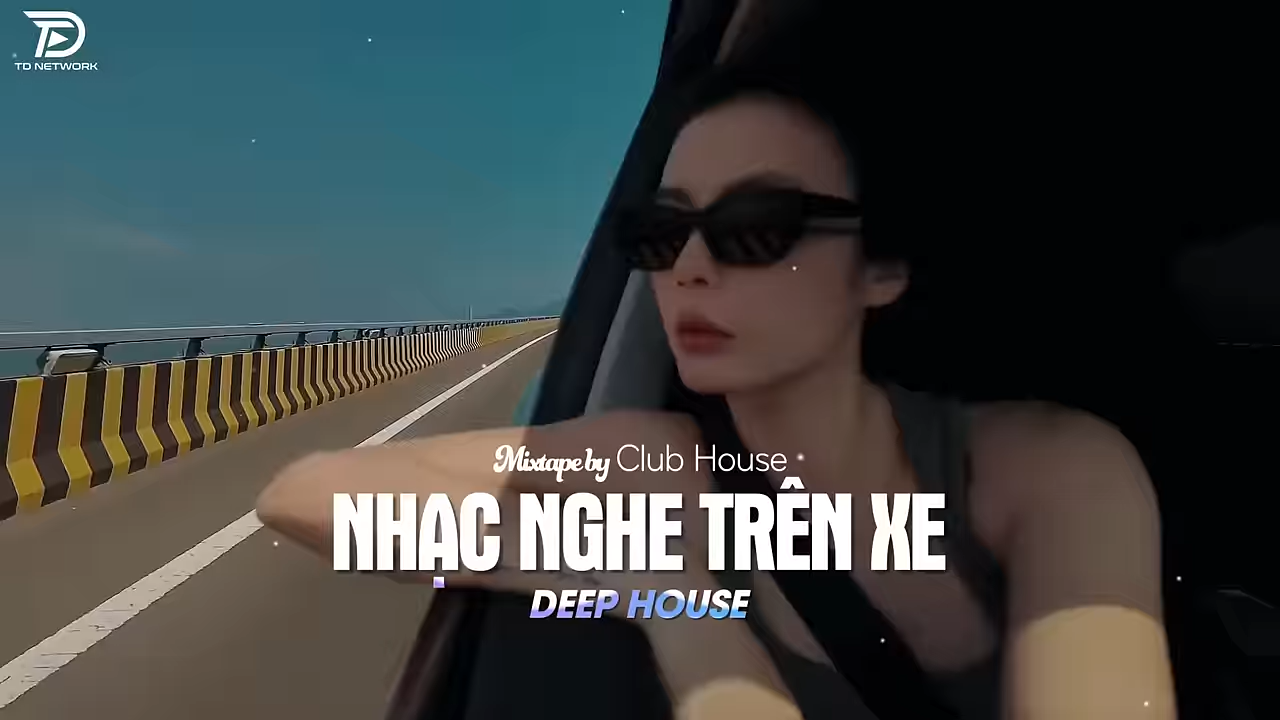 TD NETWORK
Mixtape by Club House
NHẠC NGHE TRÊN XE
DEEP HOUSE